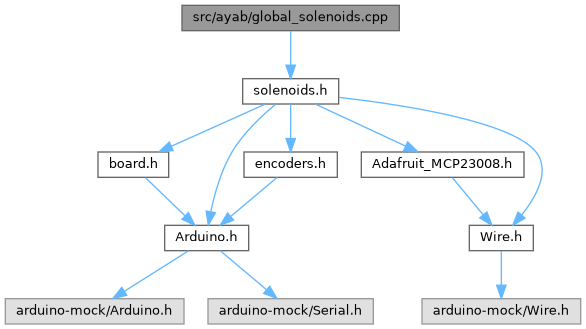 src/ayab/global_solenoids.cpp
solenoids.h
board.h
encoders.h
Adafruit_MCP23008.h
Arduino.h
Wire.h
arduino-mock/Arduino.h
arduino-mock/Serial.h
arduino-mock/Wire.h